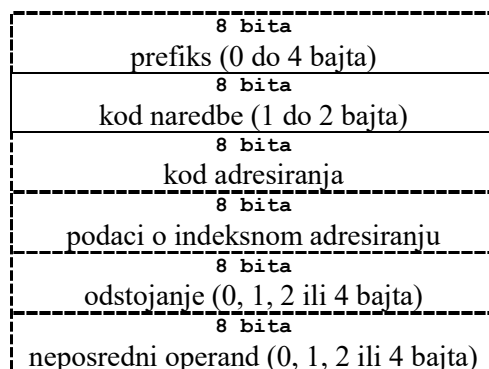 8 bita
prefiks (0 do 4 bajta)
8 bita
kod naredbe (1 do 2 bajta)
8 bita
kod adresiranja
8 bita
podaci o indeksnom adresiranju
8 bita
odstojanje (0, 1, 2 ili 4 bajta)
8 bita
neposredni operand (0, 1, 2 ili 4 bajta)